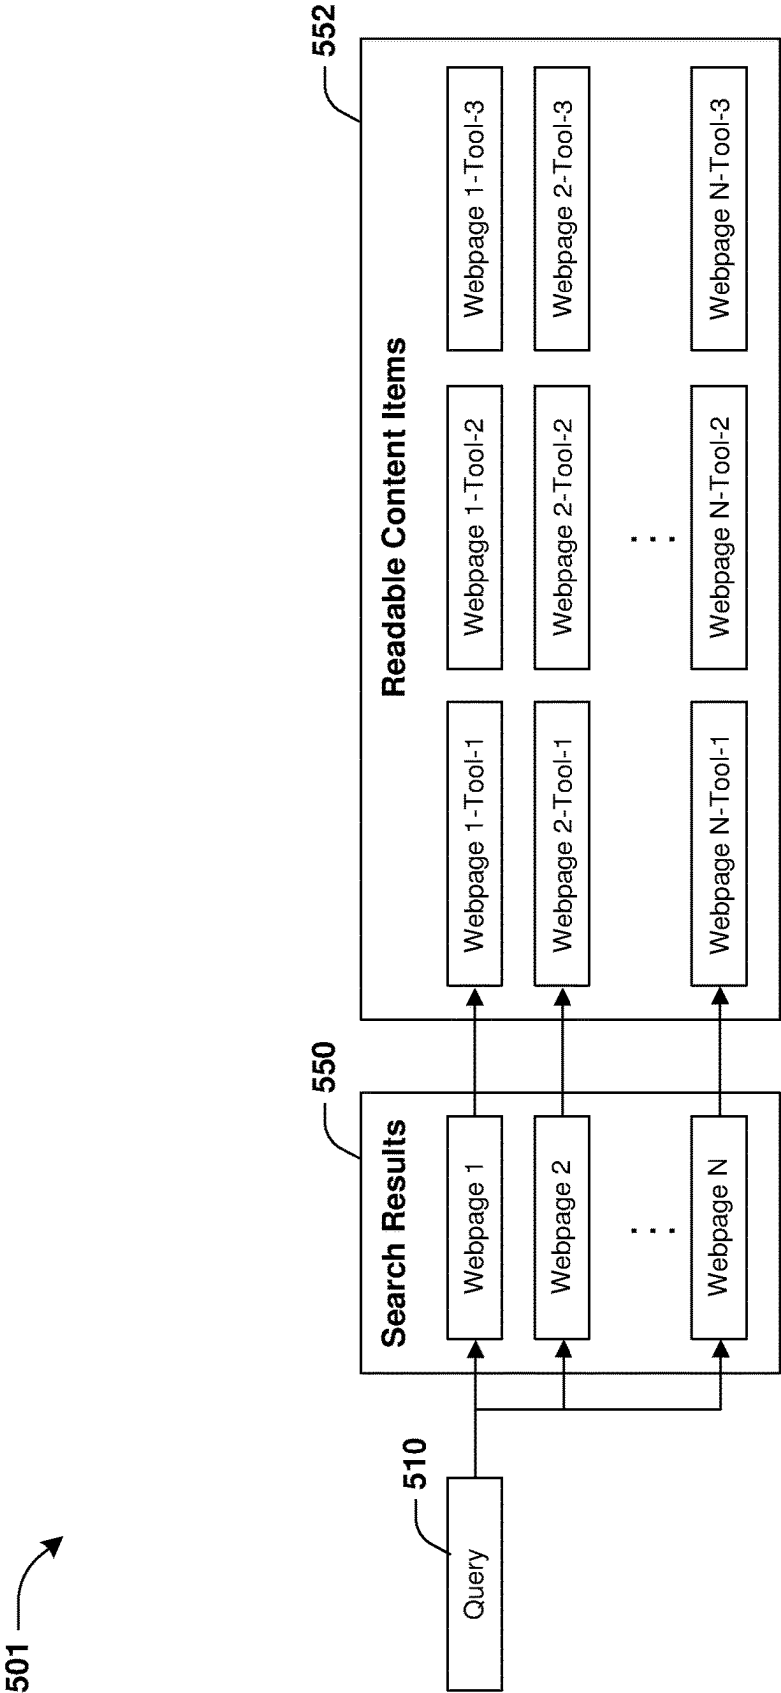 501
510
Query
550
Search Results
Webpage 1
Webpage 2
...
Webpage N
552
Readable Content Items
Webpage 1-Tool-1
Webpage 1-Tool-2
Webpage 1-Tool-3
Webpage 2-Tool-1
Webpage 2-Tool-2
Webpage 2-Tool-3
...
Webpage N-Tool-1
Webpage N-Tool-2
Webpage N-Tool-3